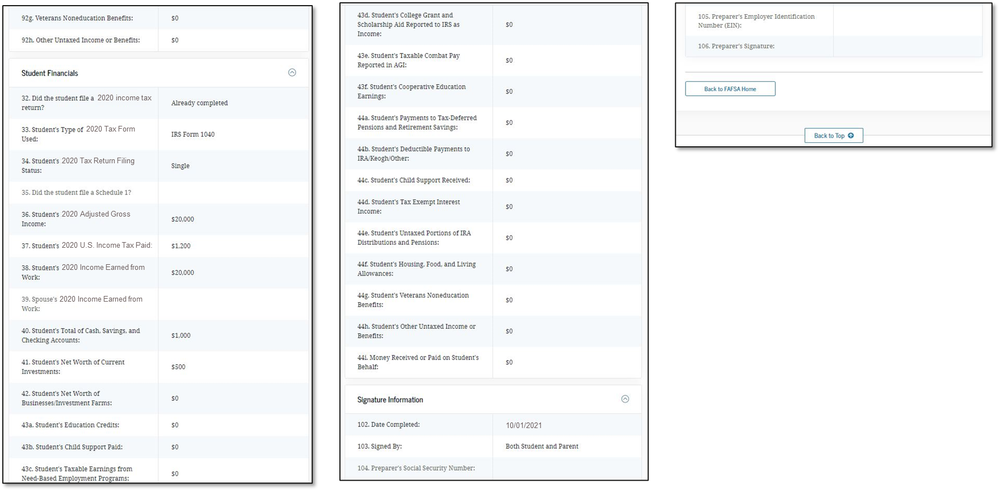 92g. Veterans Noneducation Benefits: $0
92h. Other Untaxed Income or Benefits: $0
Student Financials
32. Did the student file a 2020 income tax
return?
Already completed
33. Student's Type of 2020 Tax Form
Used:
IRS Form 1040
34. Student's 2020 Tax Return Filing
Status:
Single
35. Did the student file a Schedule 1?
36. Student's 2020 Adjusted Gross
Income:
$20,000
37. Student's 2020 U.S. Income Tax Paid: $1,200
38. Student's 2020 Income Earned from
Work:
$20,000
39. Spouse's 2020 Income Earned from
Work:
40. Student's Total of Cash, Savings, and
Checking Accounts:
$1,000
41. Student's Net Worth of Current
Investments:
$500
42. Student's Net Worth of
Businesses/Investment Farms:
$0
43a. Student's Education Credits: $0
43b. Student's Child Support Paid: $0
43c. Student's Taxable Earnings from
Need-Based Employment Programs:
$0
43d. Student's College Grant and
Scholarship Aid Reported to IRS as
Income:
$0
43e. Student's Taxable Combat Pay
Reported in AGI:
$0
43f. Student's Cooperative Education
Earnings:
$0
44a. Student's Payments to Tax-Deferred
Pensions and Retirement Savings:
$0
44b. Student's Deductible Payments to
IRA/Keogh/Other:
$0
44c. Student's Child Support Received: $0
44d. Student's Tax Exempt Interest
Income:
$0
44e. Student's Untaxed Portions of IRA
Distributions and Pensions:
$0
44f. Student's Housing, Food, and Living
Allowances:
$0
44g. Student's Veterans Noneducation
Benefits:
$0
44h. Student's Other Untaxed Income or
Benefits:
$0
44i. Money Received or Paid on Student's
Behalf:
$0
Signature Information
102. Date Completed: 10/01/2021
103. Signed By: Both Student and Parent
104. Preparer's Social Security Number:
105. Preparer's Employer Identification
Number (EIN):
106. Preparer's Signature:
Back to FAFSA Home
Back to Top